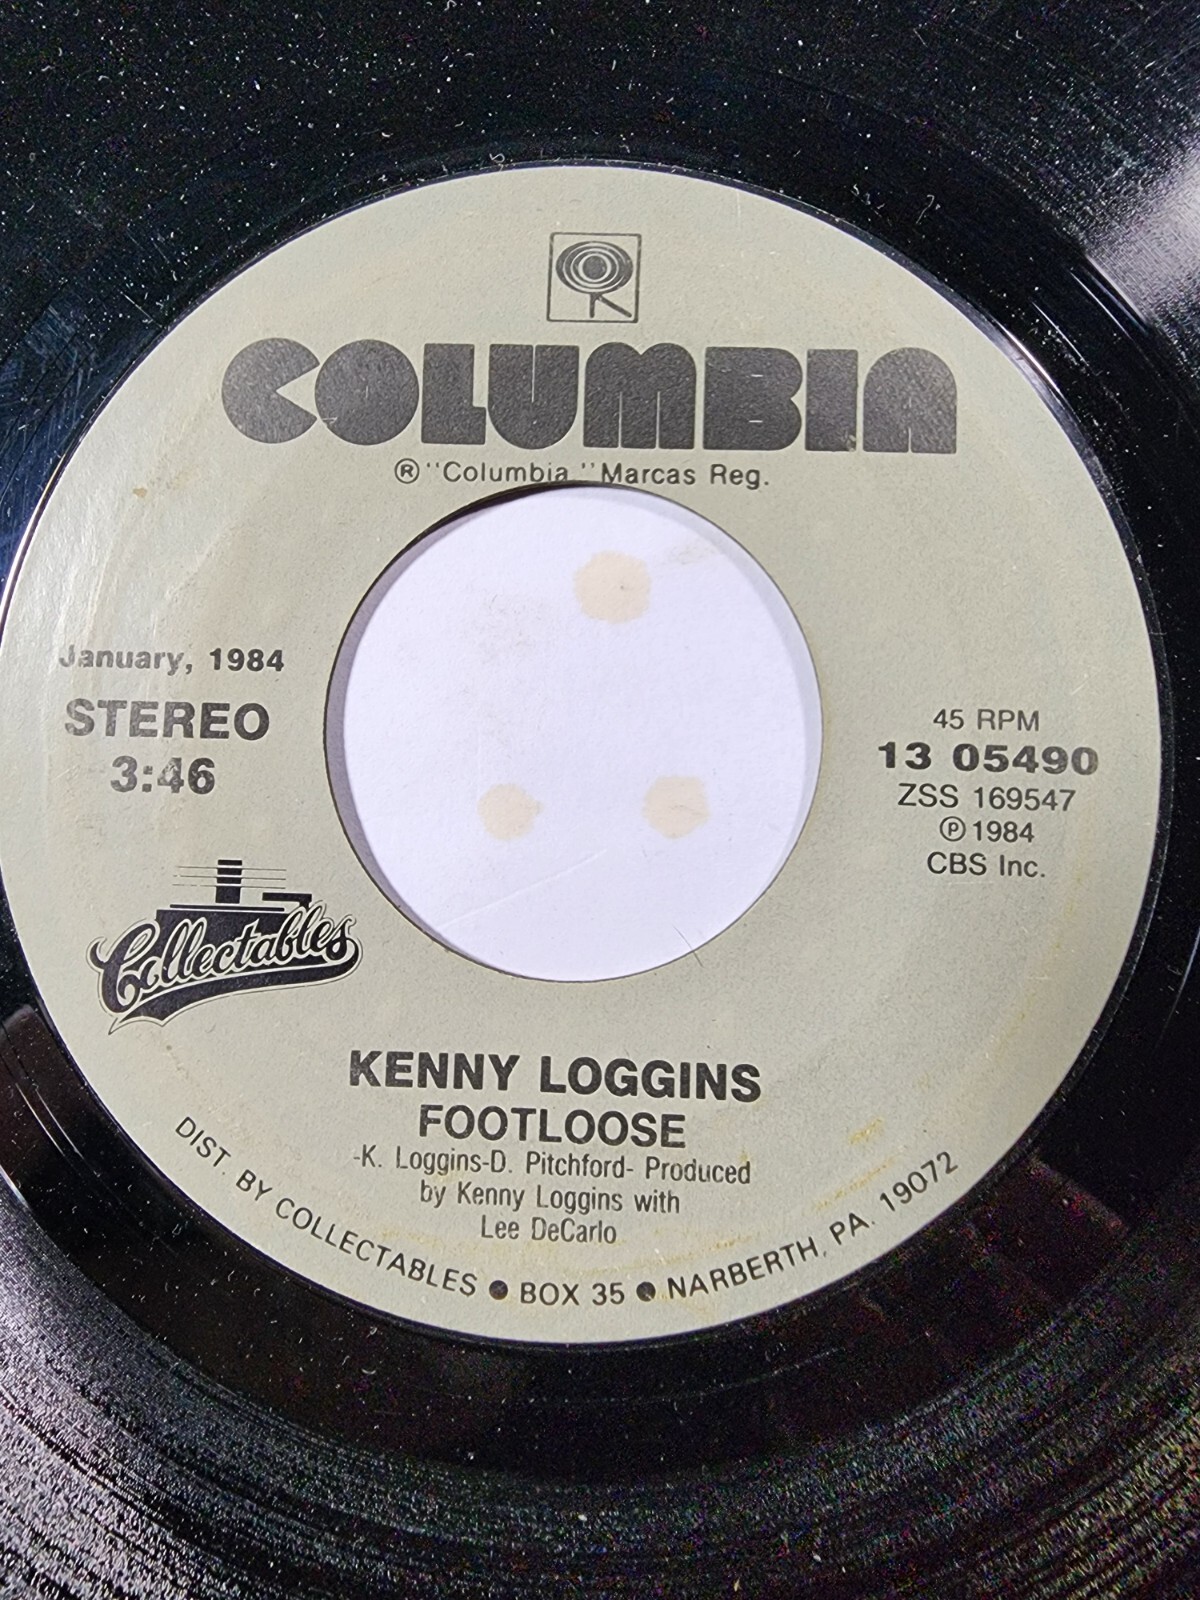 COLUMBIA
® "Columbia," Marcas Reg.
January, 1984
STEREO
3:46
45 RPM
13 05490
ZSS 169547
℗ 1984
CBS Inc.
Collectables
KENNY LOGGINS
FOOTLOOSE
-K. Loggins-D. Pitchford- Produced
by Kenny Loggins with
Lee DeCarlo
DIST. BY COLLECTABLES ● BOX 35 ● NARBERTH, PA. 19072